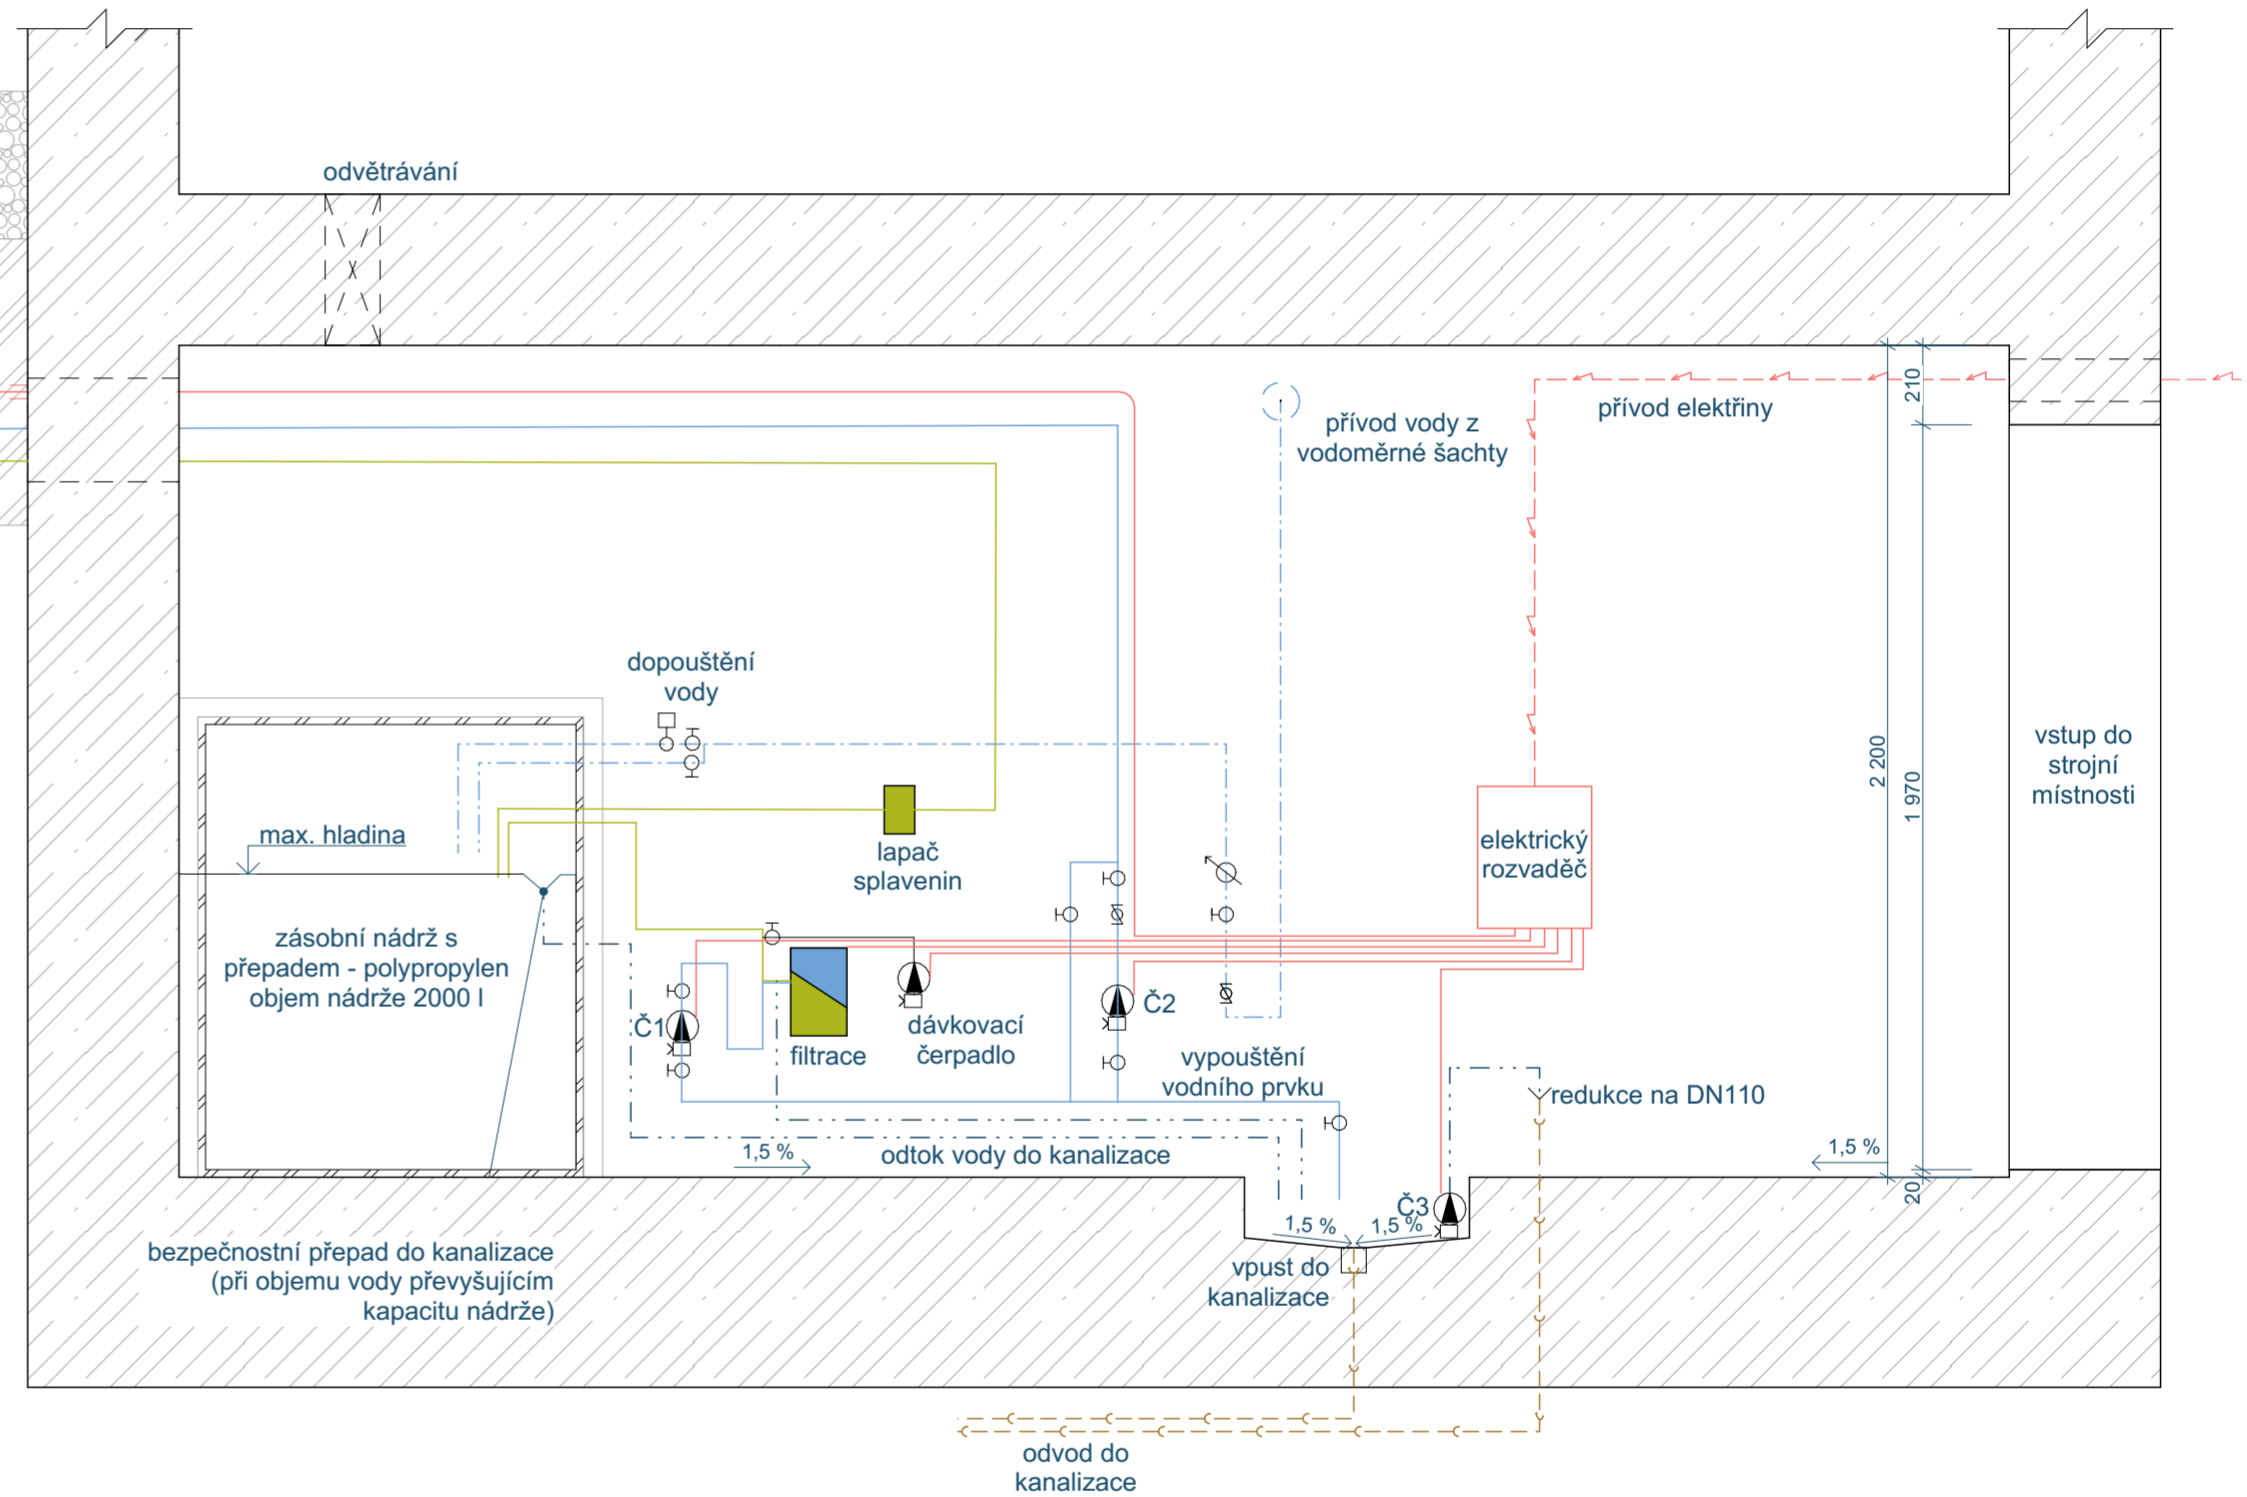 odvětrávání
přívod elektřiny
210
přívod vody z
vodoměrné šachty
dopouštění
vody
2 200
1 970
vstup do
strojní
místnosti
max. hladina
elektrický
rozvaděč
lapač
splavenin
zásobní nádrž s
přepadem - polypropylen
objem nádrže 2000 l
Č1
filtrace
dávkovací
čerpadlo
Č2
vypouštění
vodního prvku
redukce na DN110
1,5 %
odtok vody do kanalizace
1,5 %
20
Č3
1,5 %
1,5 %
bezpečnostní přepad do kanalizace
(při objemu vody převyšujícím
kapacitu nádrže)
vpust do
kanalizace
odvod do
kanalizace